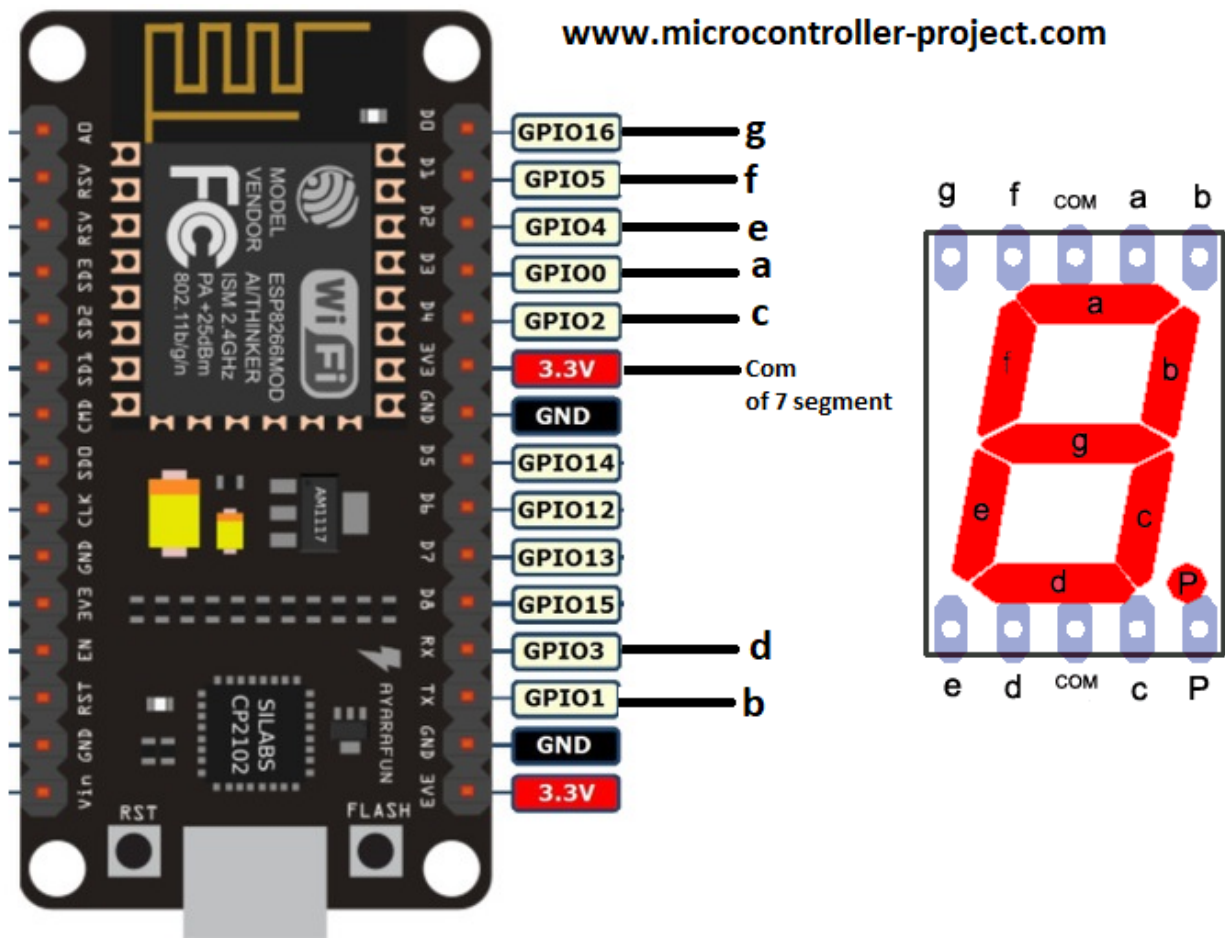 www.microcontroller-project.com
A0
RSV
RSV
SD3
SD2
SD1
CMD
SD0
CLK
GND
3V3
EN
RST
GND
Vin
MODEL
VENDOR
ESP8266MOD
AI/THINKER
ISM 2.4GHz
PA +25dBm
802.11b/g/n
FC
WiFi
AM1117
SILABS
CP2102
AYARAFUN
RST
FLASH
D0 GPIO16 g
D1 GPIO5 f
D2 GPIO4 e
D3 GPIO0 a
D4 GPIO2 c
3V3 3.3V Com
of 7 segment
GND GND
D5 GPIO14
D6 GPIO12
D7 GPIO13
D8 GPIO15
RX GPIO3 d
TX GPIO1 b
GND GND
3V3 3.3V
g f COM a b
a
f b
g
e c
d P
e d COM c P